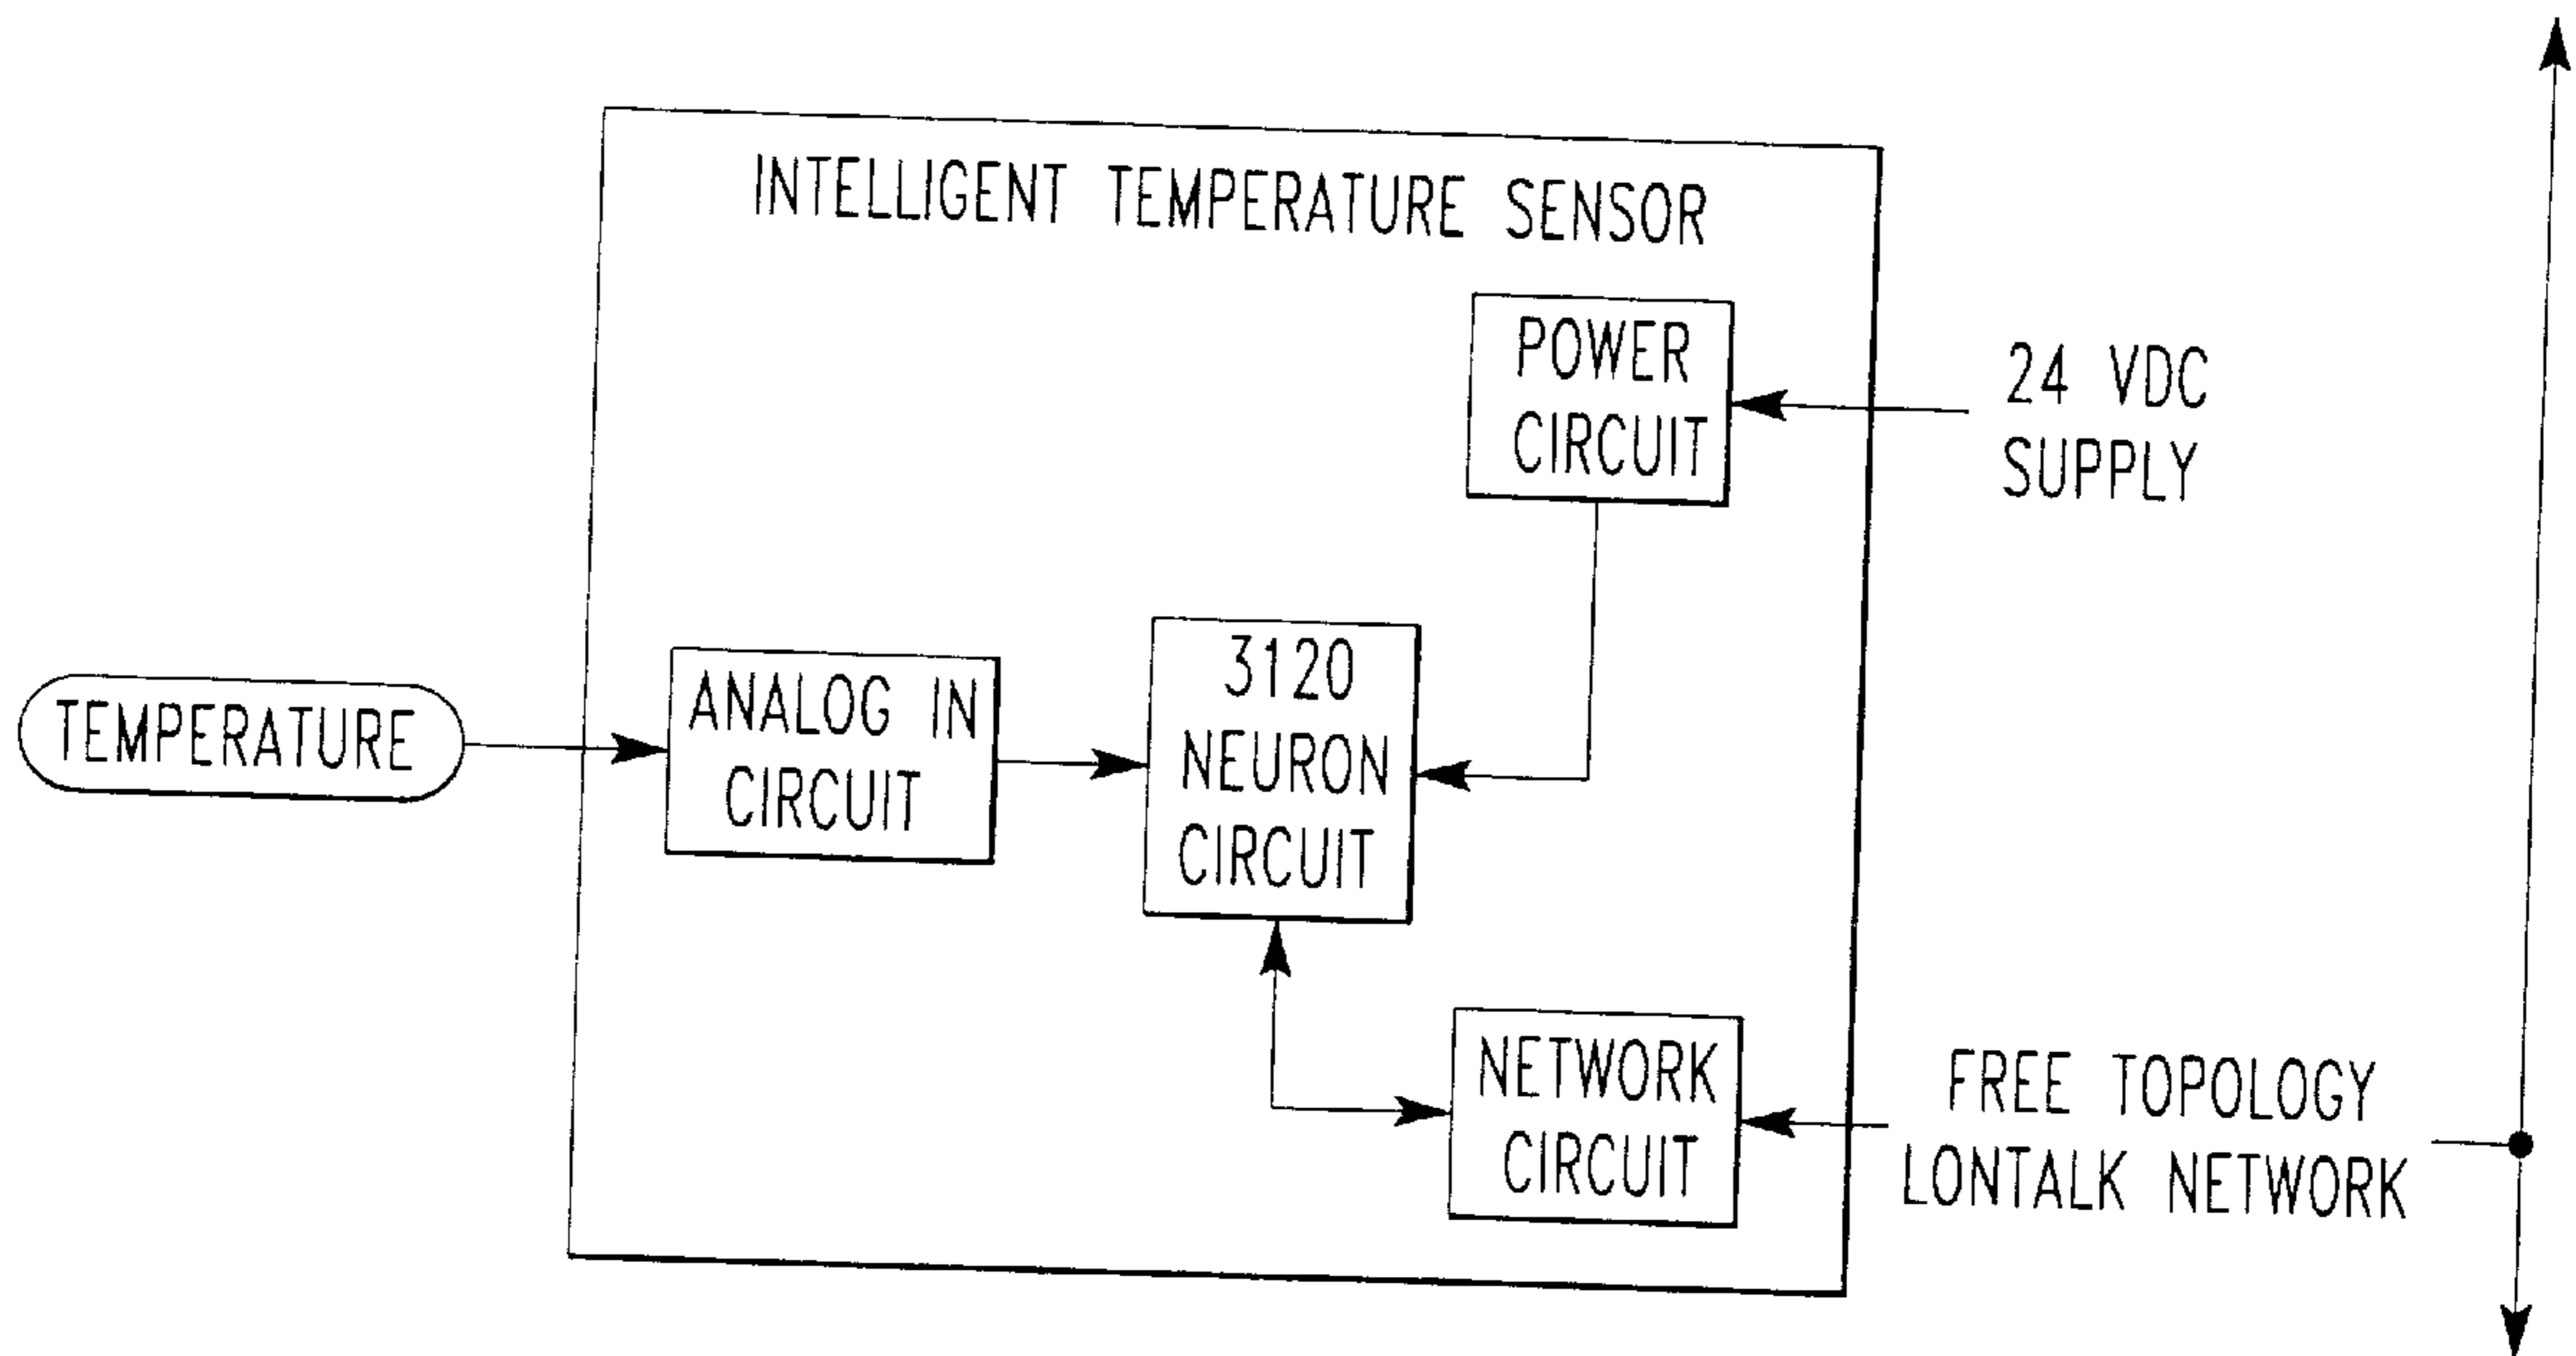 INTELLIGENT TEMPERATURE SENSOR
POWER
CIRCUIT
24 VDC
SUPPLY
TEMPERATURE
ANALOG IN
CIRCUIT
3120
NEURON
CIRCUIT
NETWORK
CIRCUIT
FREE TOPOLOGY
LONTALK NETWORK